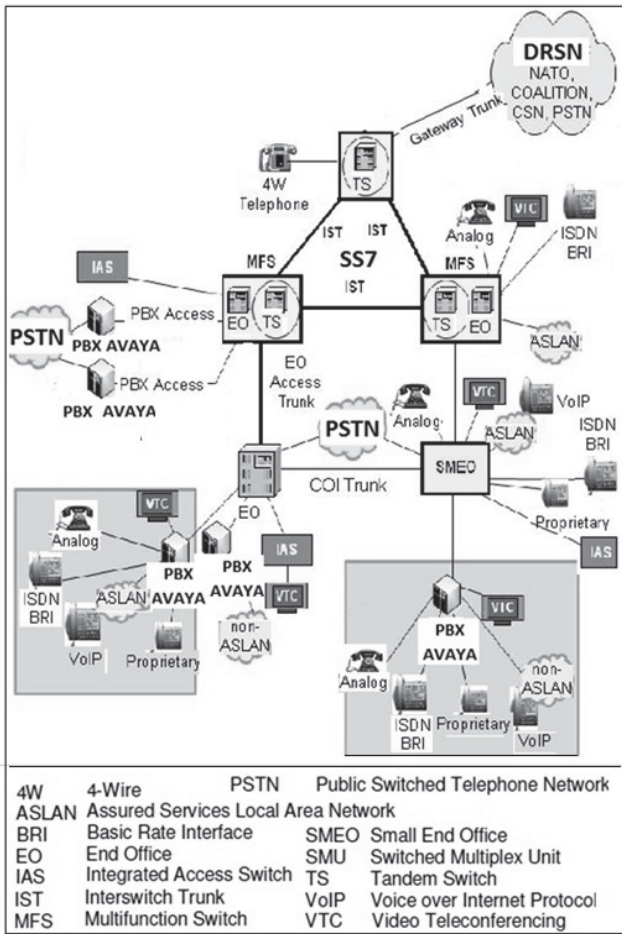 DRSN
NATO,
COALITION,
CSN, PSTN
Gateway Trunk
4W
Telephone
TS
IST
IST
SS7
IST
MFS
MFS
Analog
VTC
ISDN
BRI
IAS
EO
TS
TS
EO
ASLAN
PSTN
PBX Access
PBX AVAYA
PBX Access
PBX AVAYA
EO
Access
Trunk
PSTN
Analog
VTC
VoIP
ASLAN
ISDN
BRI
SMEO
COI Trunk
EO
Proprietary
IAS
VTC
Analog
PBX
AVAYA
PBX
AVAYA
IAS
VTC
ISDN
BRI
ASLAN
VoIP
Proprietary
non-
ASLAN
VTC
PBX
AVAYA
Analog
ISDN
BRI
Proprietary
non-
ASLAN
VoIP
4W 4-Wire PSTN Public Switched Telephone Network
ASLAN Assured Services Local Area Network
BRI Basic Rate Interface SMEO Small End Office
EO End Office SMU Switched Multiplex Unit
IAS Integrated Access Switch TS Tandem Switch
IST Interswitch Trunk VoIP Voice over Internet Protocol
MFS Multifunction Switch VTC Video Teleconferencing